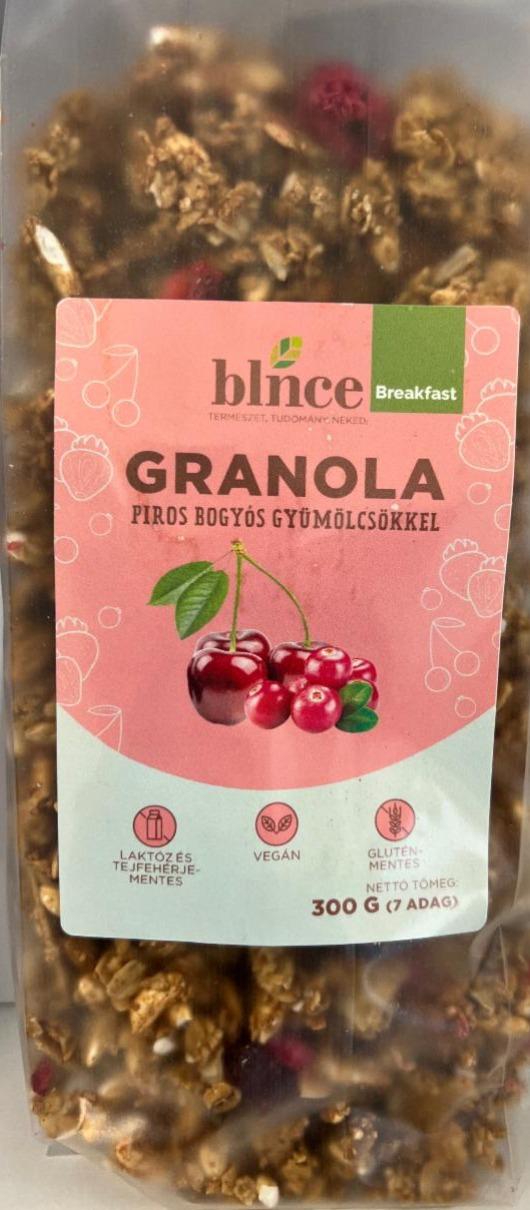 blnce
Breakfast
TERMÉSZET, TUDOMÁNY, NEKED.
GRANOLA
PIROS BOGYÓS GYÜMÖLCSÖKKEL
LAKTÓZ ÉS
TEJFEHÉRJE-
MENTES
VEGÁN
GLUTÉN-
MENTES
NETTÓ TÖMEG:
300 G (7 ADAG)